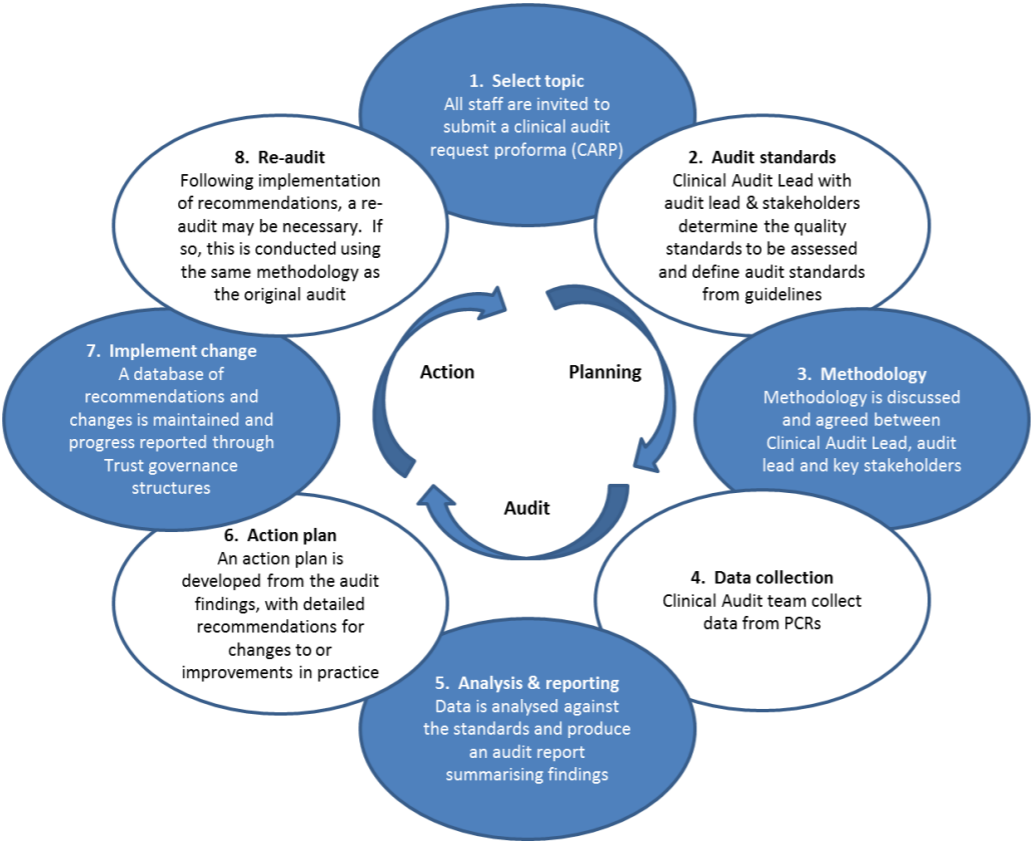 1. Select topic
All staff are invited to
submit a clinical audit
request proforma (CARP)
2. Audit standards
Clinical Audit Lead with
audit lead & stakeholders
determine the quality
standards to be assessed
and define audit standards
from guidelines
3. Methodology
Methodology is discussed
and agreed between
Clinical Audit Lead, audit
lead and key stakeholders
4. Data collection
Clinical Audit team collect
data from PCRs
5. Analysis & reporting
Data is analysed against
the standards and produce
an audit report
summarising findings
6. Action plan
An action plan is
developed from the audit
findings, with detailed
recommendations for
changes to or
improvements in practice
7. Implement change
A database of
recommendations and
changes is maintained and
progress reported through
Trust governance
structures
8. Re-audit
Following implementation
of recommendations, a re-
audit may be necessary. If
so, this is conducted using
the same methodology as
the original audit
Action
Planning
Audit